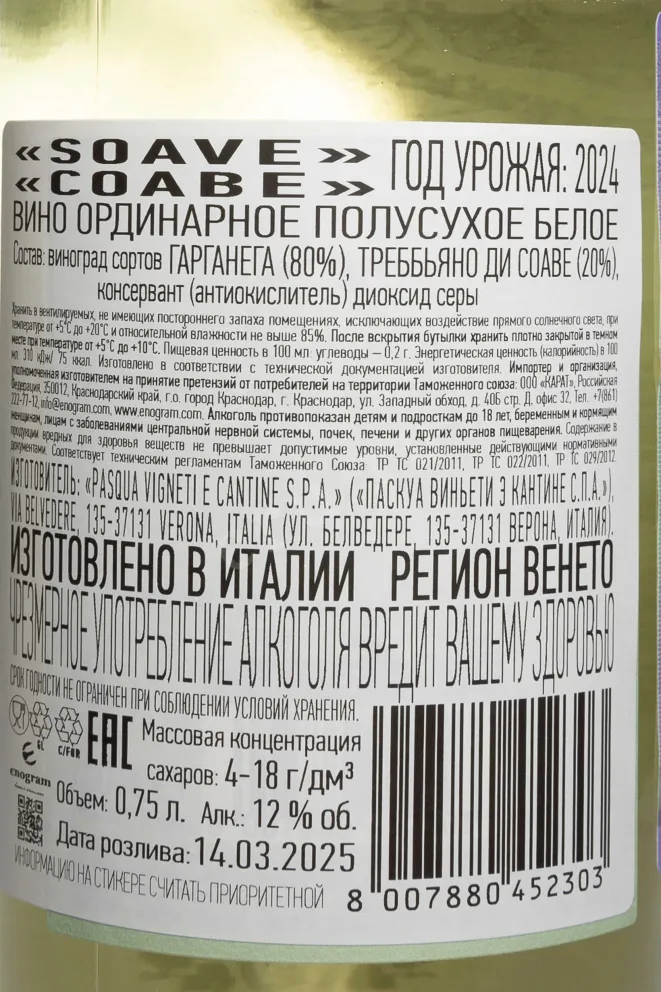 «SOAVE»
«СОАВЕ»
ГОД УРОЖАЯ: 2024
ВИНО ОРДИНАРНОЕ ПОЛУСУХОЕ БЕЛОЕ
Состав: виноград сортов ГАРГАНЕГА (80%), ТРЕББЬЯНО ДИ СОАВЕ (20%),
консервант (антиокислитель) диоксид серы
Хранить в вентилируемых, не имеющих постороннего запаха помещениях, исключающих воздействие прямого солнечного света, при
температуре от +5°С до +20°С и относительной влажности не выше 85%. После вскрытия бутылки хранить плотно закрытой в темном
месте при температуре от +5°С до +10°С. Пищевая ценность в 100 мл: углеводы – 0,2 г. Энергетическая ценность (калорийность) в 100
мл: 310 кДж/ 75 ккал. Изготовлено в соответствии с технической документацией изготовителя. Импортер и организация,
уполномоченная изготовителем на принятие претензий от потребителей на территории Таможенного союза: ООО «КАРАТ», Российская
Федерация, 350012, Краснодарский край, г.о. город Краснодар, г. Краснодар, ул. Западный обход, д. 40Б стр. Д, офис 32, Тел. +7(861)
222-77-12, info@enogram.com, www.enogram.com. Алкоголь противопоказан детям и подросткам до 18 лет, беременным и кормящим
женщинам, лицам с заболеваниями центральной нервной системы, почек, печени и других органов пищеварения. Содержание в
продукции вредных для здоровья веществ не превышает допустимые уровни, установленные действующими нормативными
документами. Соответствует техническим регламентам Таможенного Союза: ТР ТС 021/2011, ТР ТС 022/2011, ТР ТС 029/2012
ИЗГОТОВИТЕЛЬ: «PASQUA VIGNETI E CANTINE S.P.A.» («ПАСКУА ВИНЬЕТИ Э КАНТИНЕ С.П.А.»),
VIA BELVEDERE, 135-37131 VERONA, ITALIA (УЛ. БЕЛВЕДЕРЕ, 135-37131 ВЕРОНА, ИТАЛИЯ).
ИЗГОТОВЛЕНО В ИТАЛИИ РЕГИОН ВЕНЕТО
ЧРЕЗМЕРНОЕ УПОТРЕБЛЕНИЕ АЛКОГОЛЯ ВРЕДИТ ВАШЕМУ ЗДОРОВЬЮ
СРОК ГОДНОСТИ НЕ ОГРАНИЧЕН ПРИ СОБЛЮДЕНИИ УСЛОВИЙ ХРАНЕНИЯ.
GL
C/FOR
EAC
enogram
Массовая концентрация
сахаров: 4-18 г/дм³
Объем: 0,75 л. Алк.: 12 % об.
Дата розлива: 14.03.2025
ИНФОРМАЦИЮ НА СТИКЕРЕ СЧИТАТЬ ПРИОРИТЕТНОЙ
8 007880 452303